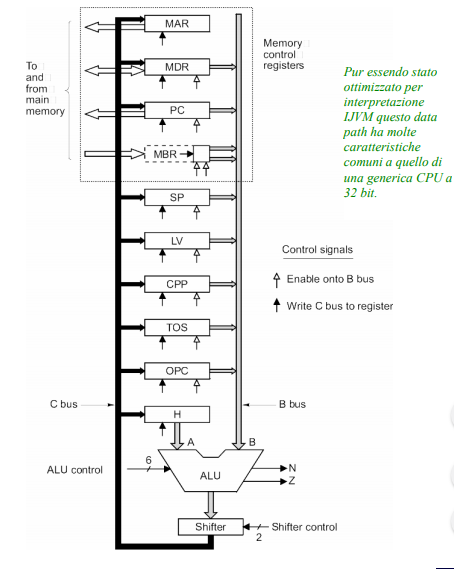 MAR
To
and
from
main
memory
MDR
PC
MBR
Memory
control
registers
Pur essendo stato
ottimizzato per
interpretazione
IJVM questo data
path ha molte
caratteristiche
comuni a quello di
una generica CPU a
32 bit.
SP
LV
CPP
TOS
OPC
H
Control signals
Enable onto B bus
Write C bus to register
C bus
B bus
A
B
ALU control
6
ALU
N
Z
Shifter
Shifter control
2